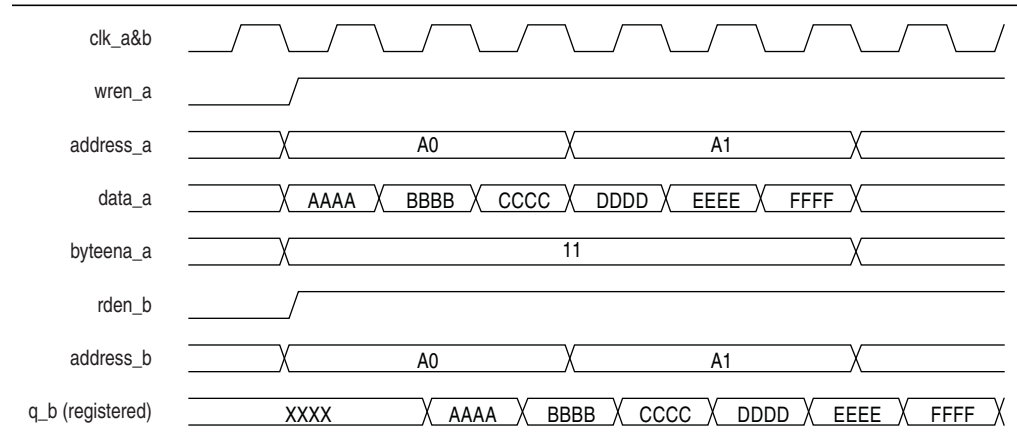 clk_a&b
wren_a
address_a A0 A1
data_a AAAA BBBB CCCC DDDD EEEE FFFF
byteena_a 11
rden_b
address_b A0 A1
q_b (registered) XXXX AAAA BBBB CCCC DDDD EEEE FFFF